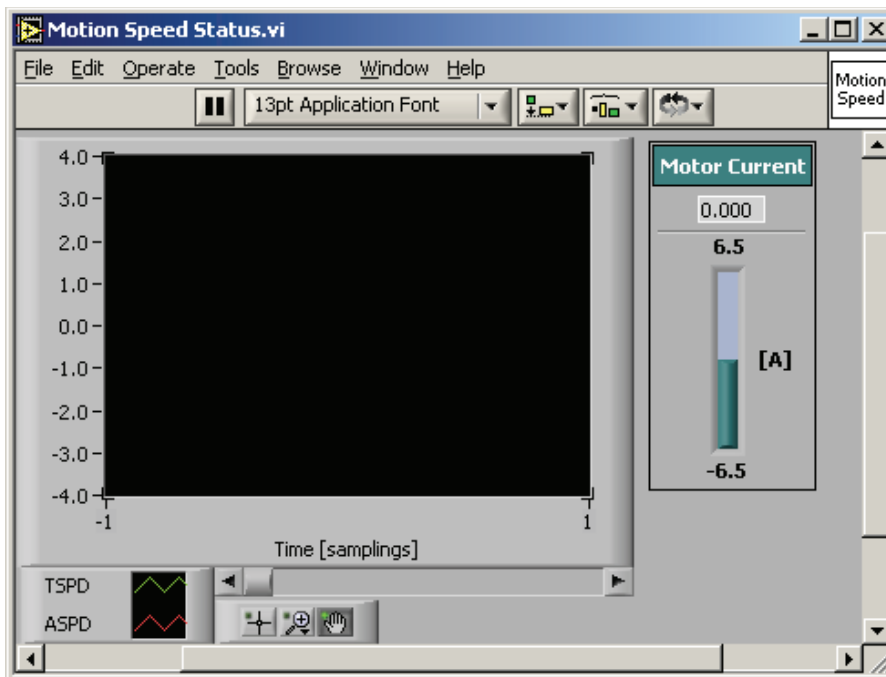 Motion Speed Status.vi
File Edit Operate Tools Browse Window Help
13pt Application Font
Motion
Speed
4.0
3.0
2.0
1.0
0.0
-1.0
-2.0
-3.0
-4.0
-1 1
Time [samplings]
Motor Current
0.000
6.5
[A]
-6.5
TSPD
ASPD